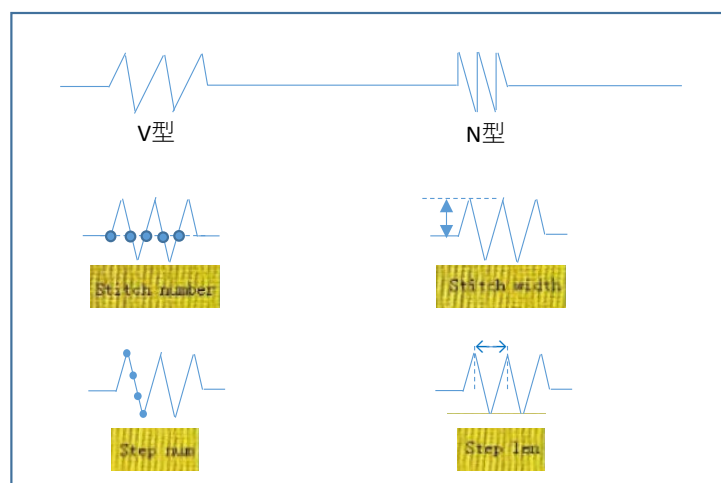 V型
N型
Stitch number
Stitch width
Step num
Step len